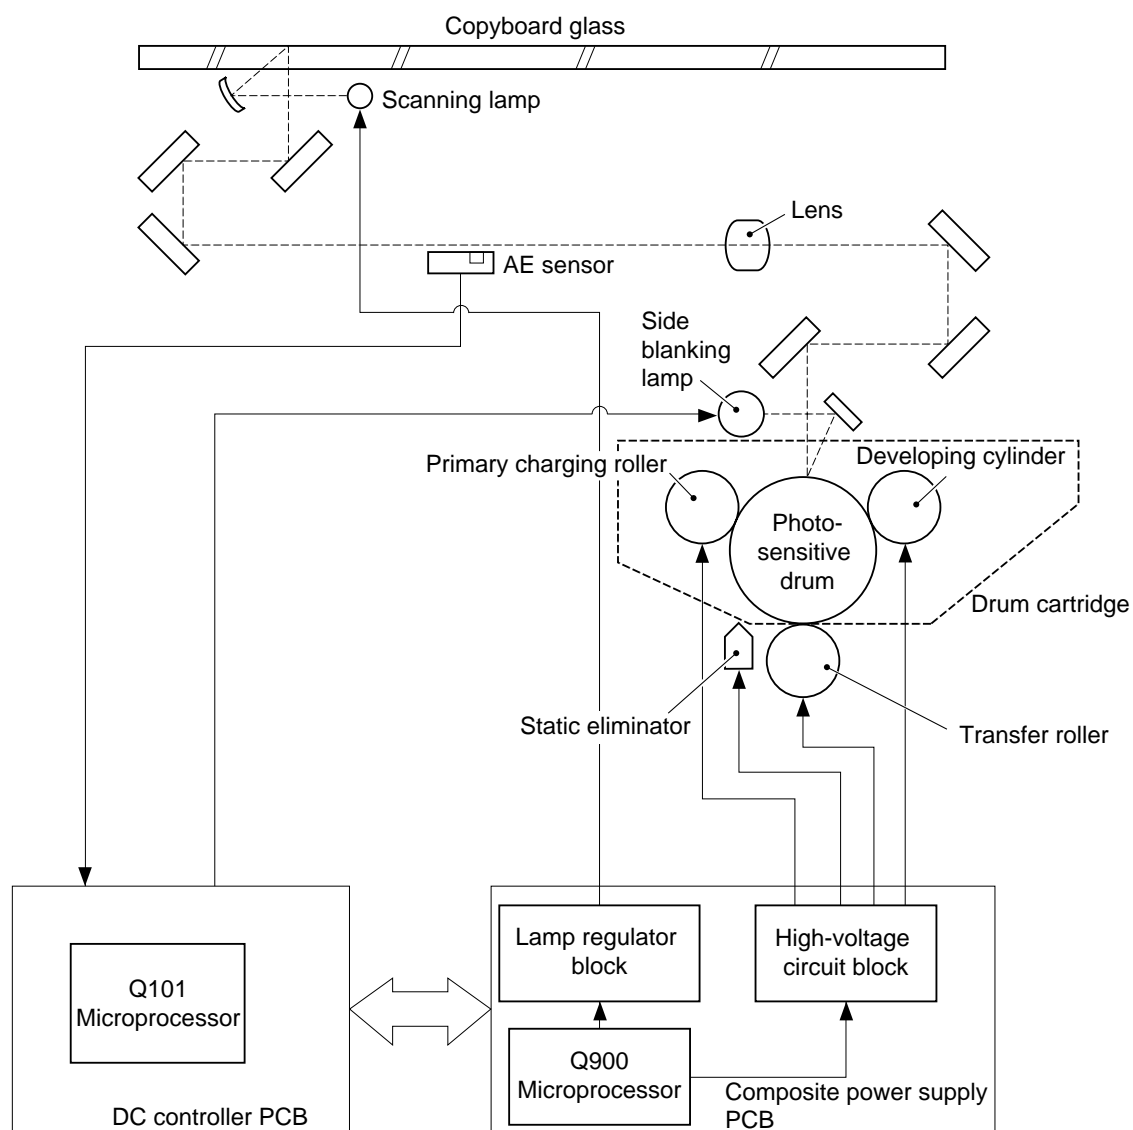 Copyboard glass
Scanning lamp
Lens
AE sensor
Side
blanking
lamp
Primary charging roller
Developing cylinder
Photo-
sensitive
drum
Drum cartridge
Static eliminator
Transfer roller
Lamp regulator
block
High-voltage
circuit block
Q101
Microprocessor
Q900
Microprocessor
DC controller PCB
Composite power supply
PCB